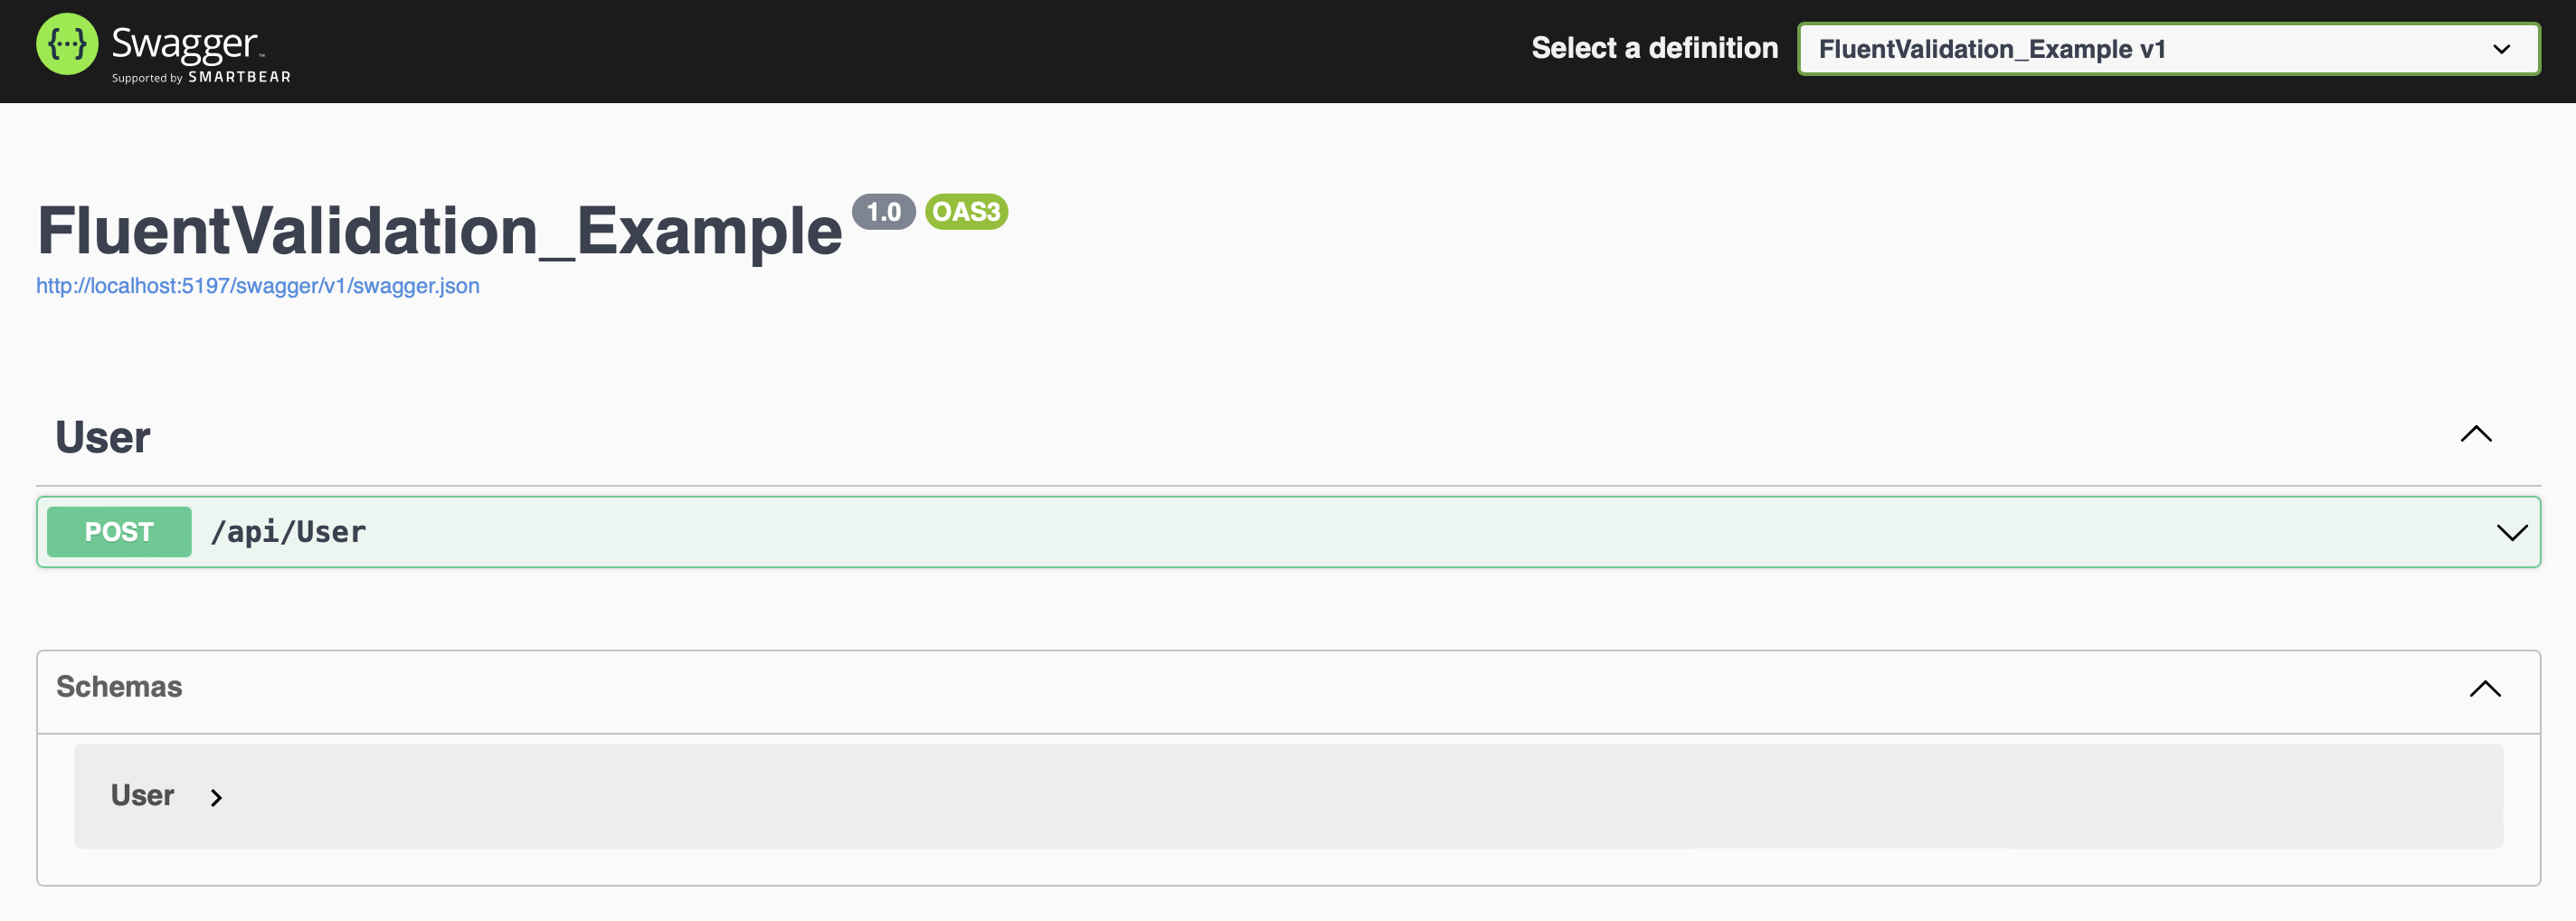 Swagger™
Supported by SMARTBEAR
Select a definition
FluentValidation_Example v1
FluentValidation_Example 1.0 OAS3
http://localhost:5197/swagger/v1/swagger.json
User
POST /api/User
Schemas
User